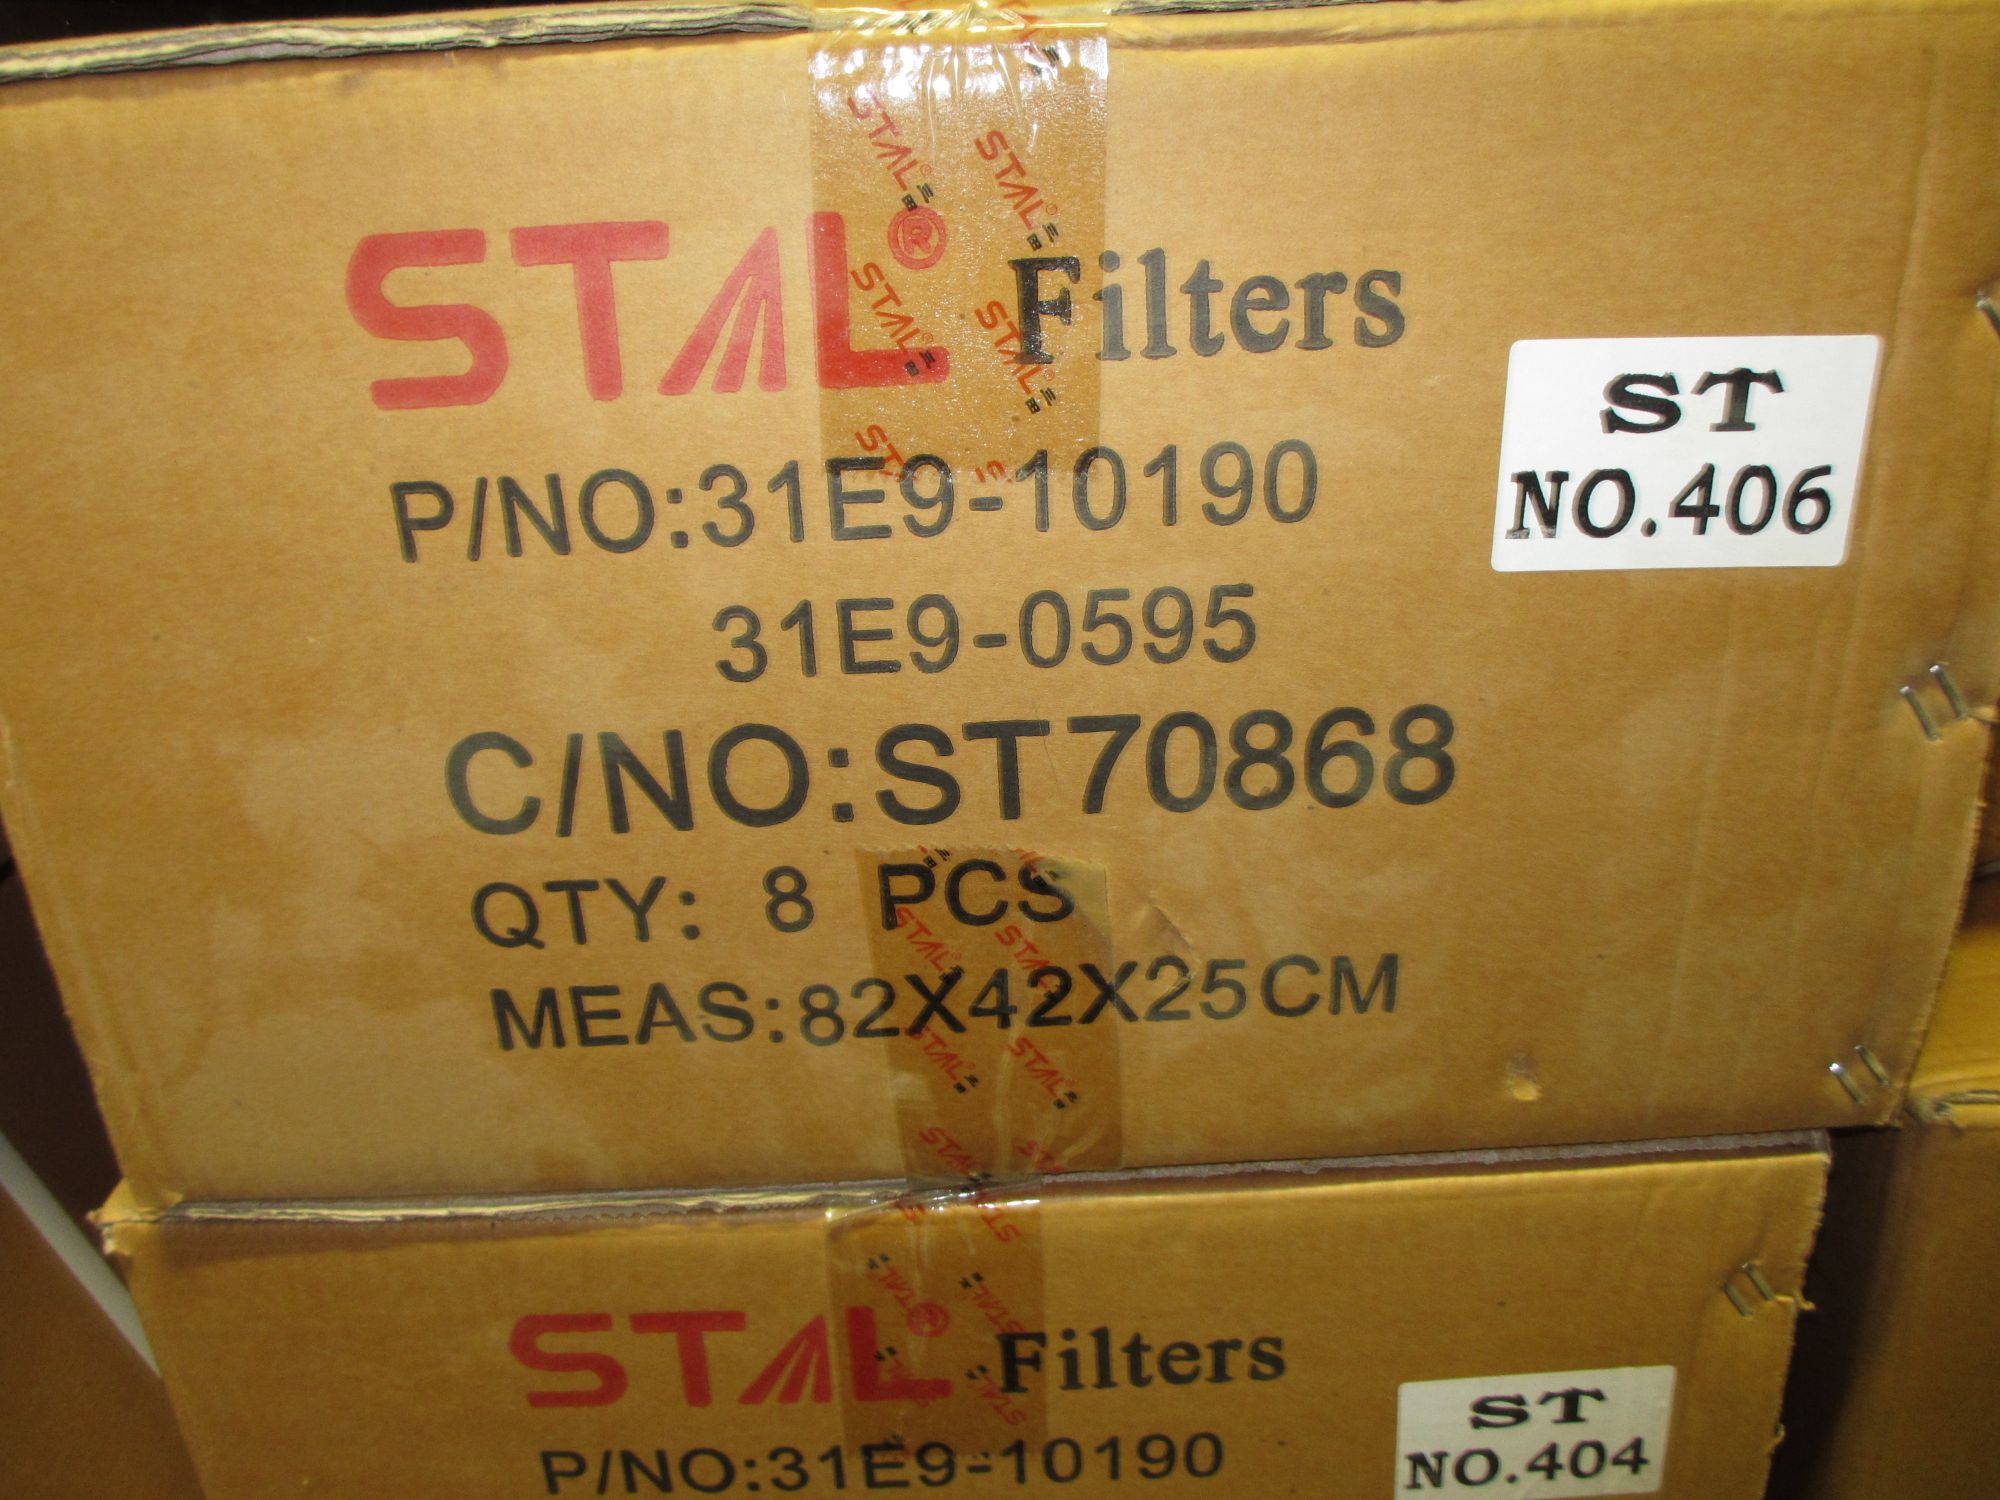 STAL® Filters
P/NO:31E9-10190
31E9-0595
C/NO:ST70868
QTY: 8 PCS
MEAS:82X42X25CM
ST
NO.406
STAL® Filters
P/NO:31E9-10190
ST
NO.404